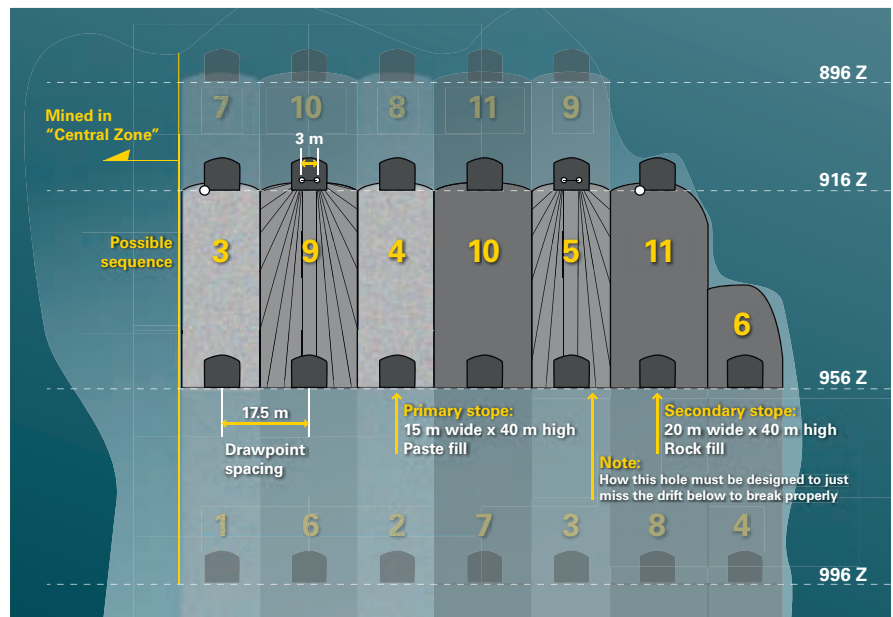 896 Z
7 10 8 11 9
Mined in
“Central Zone”
3 m
916 Z
Possible
sequence
3 9 4 10 5 11
6
956 Z
17.5 m
Drawpoint
spacing
Primary stope:
15 m wide x 40 m high
Paste fill
Secondary stope:
20 m wide x 40 m high
Rock fill
Note:
How this hole must be designed to just
miss the drift below to break properly
1 6 2 7 3 8 4
996 Z